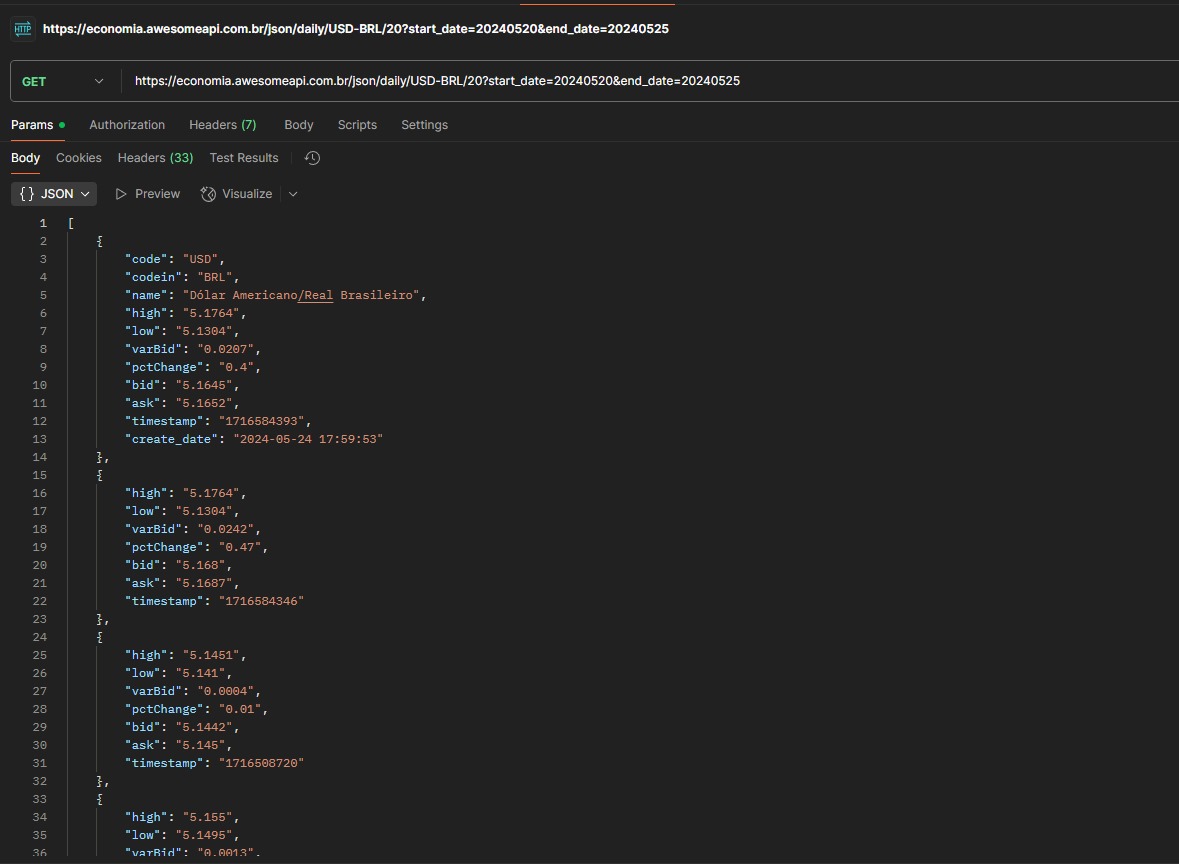 HTTP https://economia.awesomeapi.com.br/json/daily/USD-BRL/20?start_date=20240520&end_date=20240525
GET https://economia.awesomeapi.com.br/json/daily/USD-BRL/20?start_date=20240520&end_date=20240525
Params Authorization Headers (7) Body Scripts Settings
Body Cookies Headers (33) Test Results
{} JSON Preview Visualize
1 [
2 {
3 "code": "USD",
4 "codein": "BRL",
5 "name": "Dólar Americano/Real Brasileiro",
6 "high": "5.1764",
7 "low": "5.1304",
8 "varBid": "0.0207",
9 "pctChange": "0.4",
10 "bid": "5.1645",
11 "ask": "5.1652",
12 "timestamp": "1716584393",
13 "create_date": "2024-05-24 17:59:53"
14 },
15 {
16 "high": "5.1764",
17 "low": "5.1304",
18 "varBid": "0.0242",
19 "pctChange": "0.47",
20 "bid": "5.168",
21 "ask": "5.1687",
22 "timestamp": "1716584346"
23 },
24 {
25 "high": "5.1451",
26 "low": "5.141",
27 "varBid": "0.0004",
28 "pctChange": "0.01",
29 "bid": "5.1442",
30 "ask": "5.145",
31 "timestamp": "1716508720"
32 },
33 {
34 "high": "5.155",
35 "low": "5.1495",
36 "varBid": "0.0013",